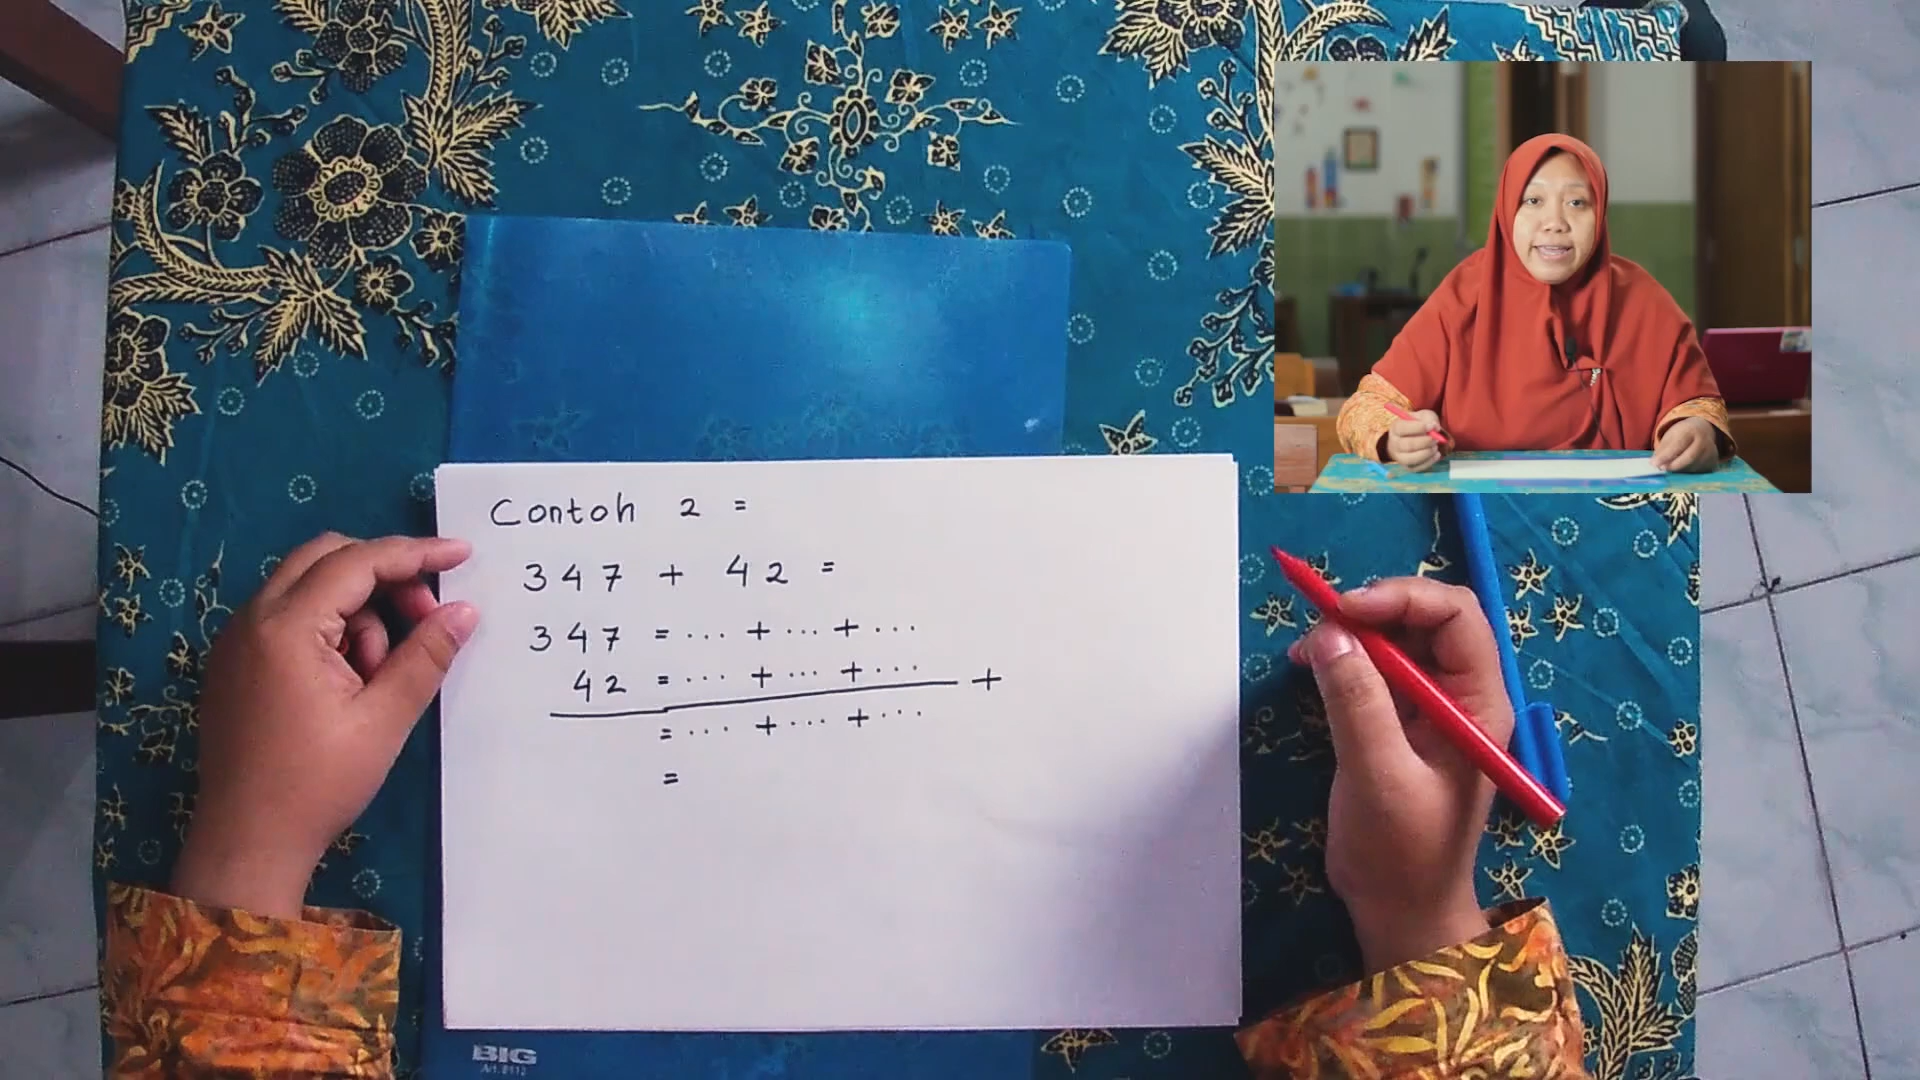 Contoh 2 =
347 + 42 =
347 = ... + ... + ...
42 = ... + ... + ...
+
= ... + ... + ...
=
BIG